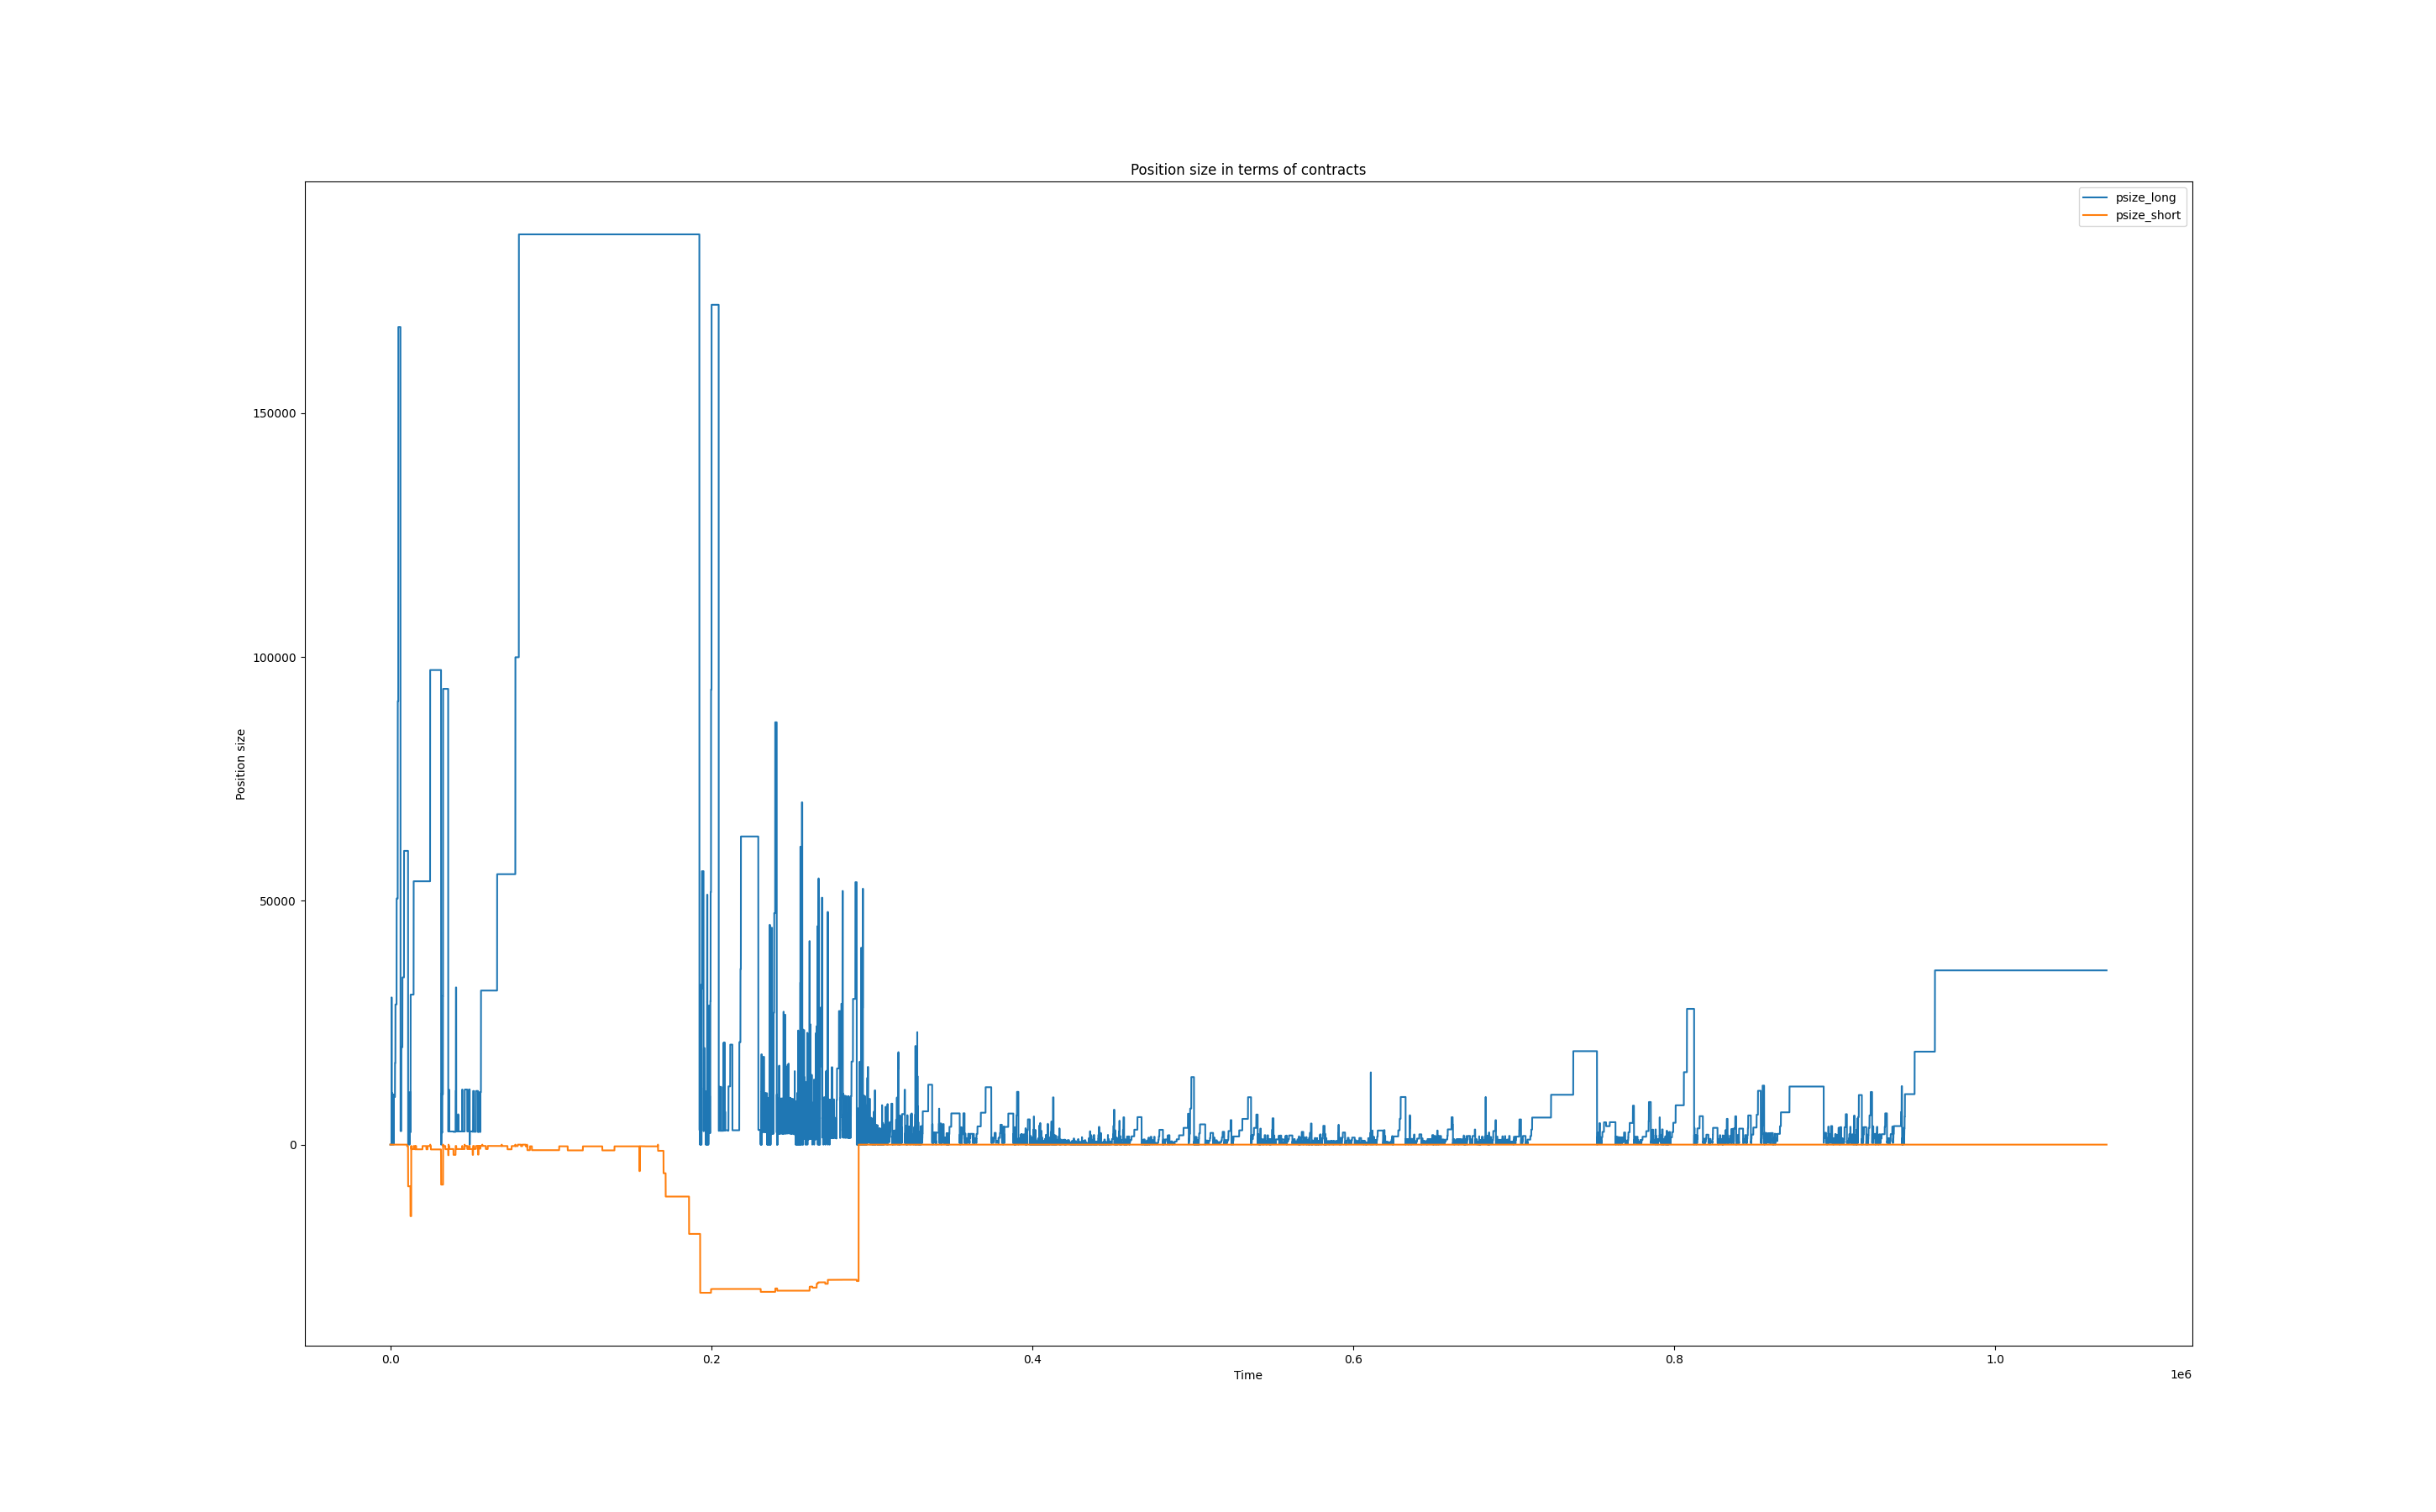 Position size in terms of contracts
psize_long
psize_short
Position size
150000
100000
50000
0
0.0 0.2 0.4 0.6 0.8 1.0
Time
1e6